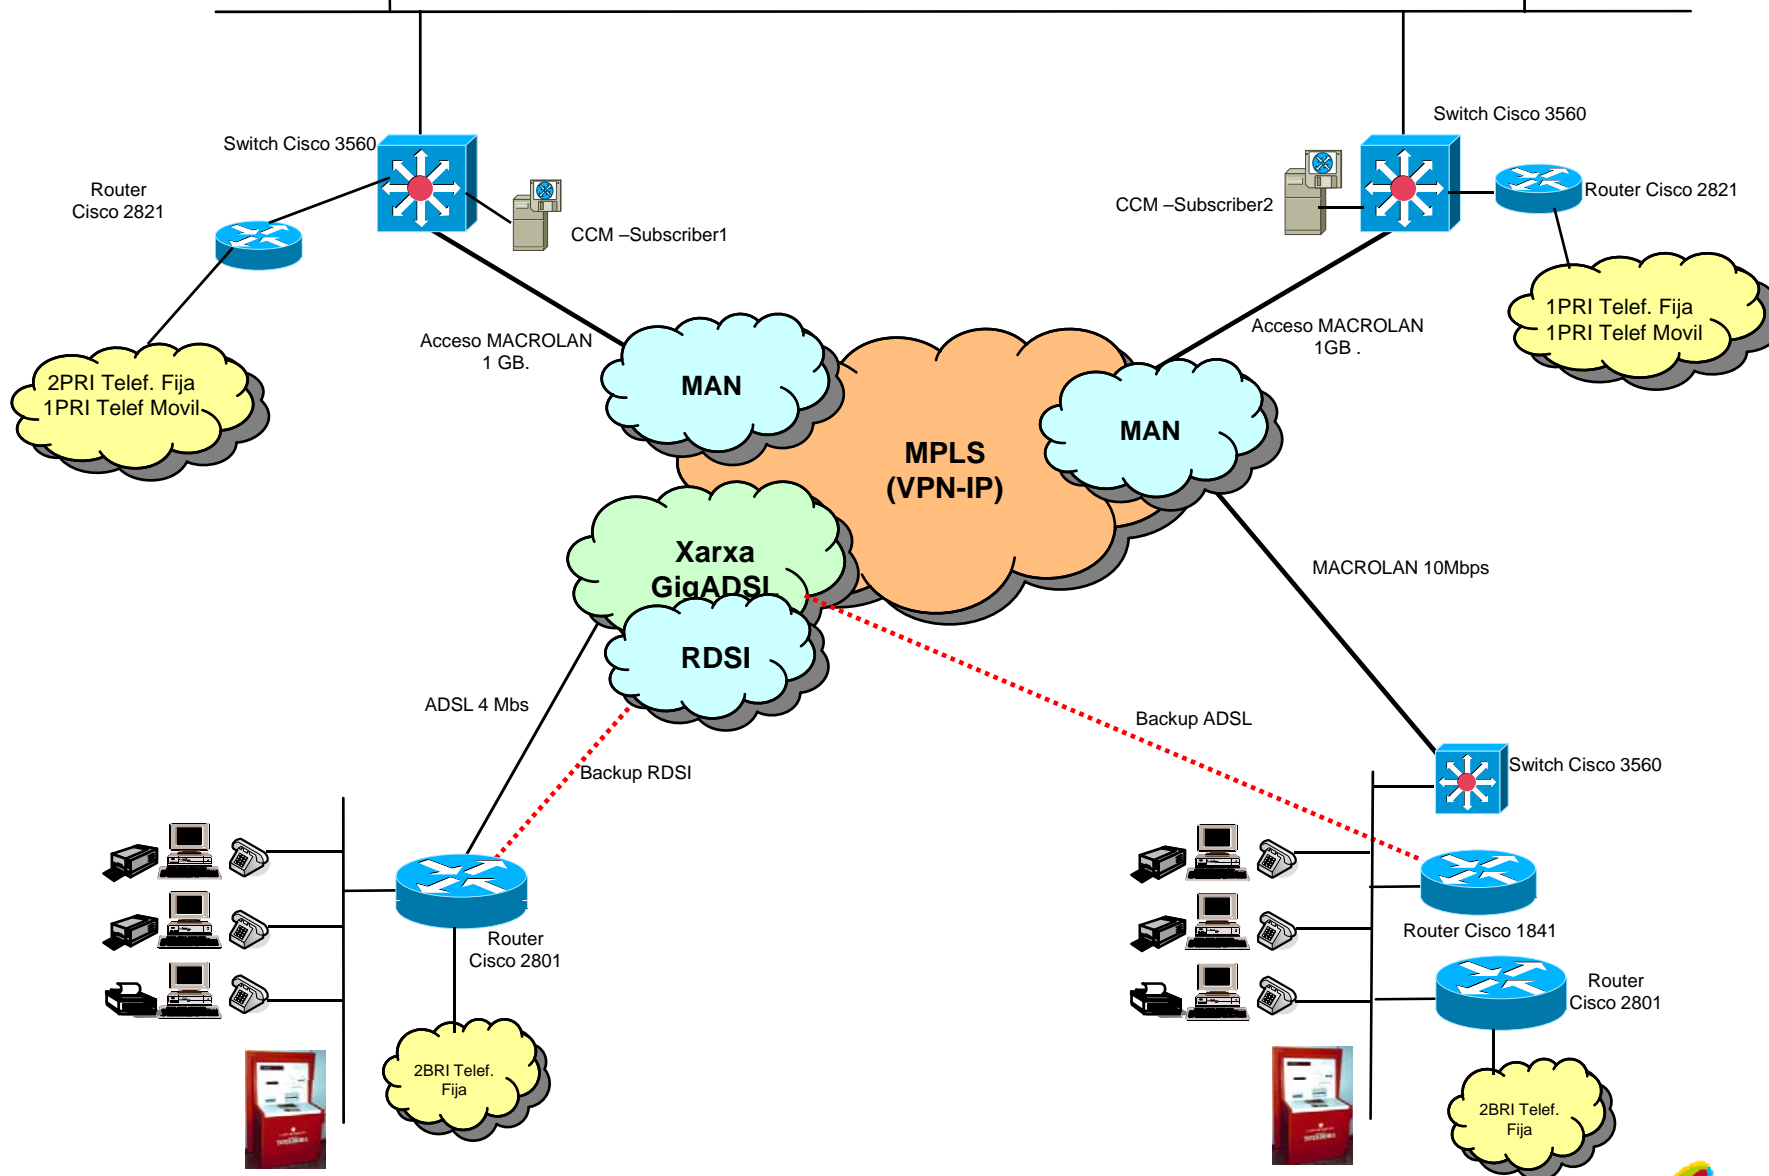 Switch Cisco 3560
Switch Cisco 3560
Router
Cisco 2821
CCM –Subscriber1
CCM –Subscriber2
Router Cisco 2821
2PRI Telef. Fija
1PRI Telef Movil
Acceso MACROLAN
1 GB.
MAN
Acceso MACROLAN
1GB .
1PRI Telef. Fija
1PRI Telef Movil
MAN
MPLS
(VPN-IP)
Xarxa
GigADSL
RDSI
MACROLAN 10Mbps
ADSL 4 Mbs
Backup RDSI
Backup ADSL
Switch Cisco 3560
Router
Cisco 2801
Router Cisco 1841
Router
Cisco 2801
2BRI Telef.
Fija
2BRI Telef.
Fija